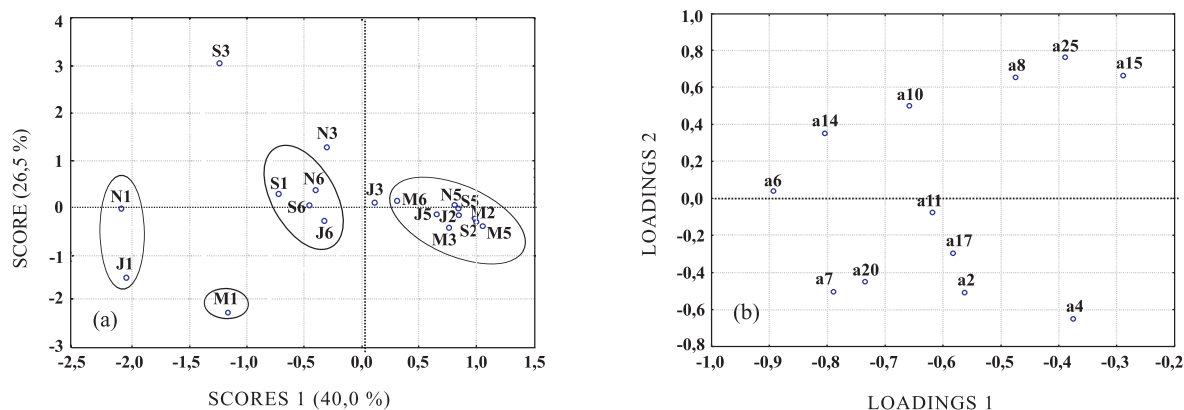 4
3
2
1
0
-1
-2
-3
SCORE (26,5 %)
S3
N3
N1
S1
N6
S6
J6
J3
M6
N5
S5
J5
J2
M2
M3
S2
M5
J1
M1
(a)
-2,5
-2,0
-1,5
-1,0
-0,5
0,0
0,5
1,0
1,5
SCORES 1 (40,0 %)
1,0
0,8
0,6
0,4
0,2
0,0
-0,2
-0,4
-0,6
-0,8
LOADINGS 2
a25
a8
a15
a10
a14
a6
a11
a17
a7
a20
a2
a4
(b)
-1,0
-0,9
-0,8
-0,7
-0,6
-0,5
-0,4
-0,3
-0,2
LOADINGS 1